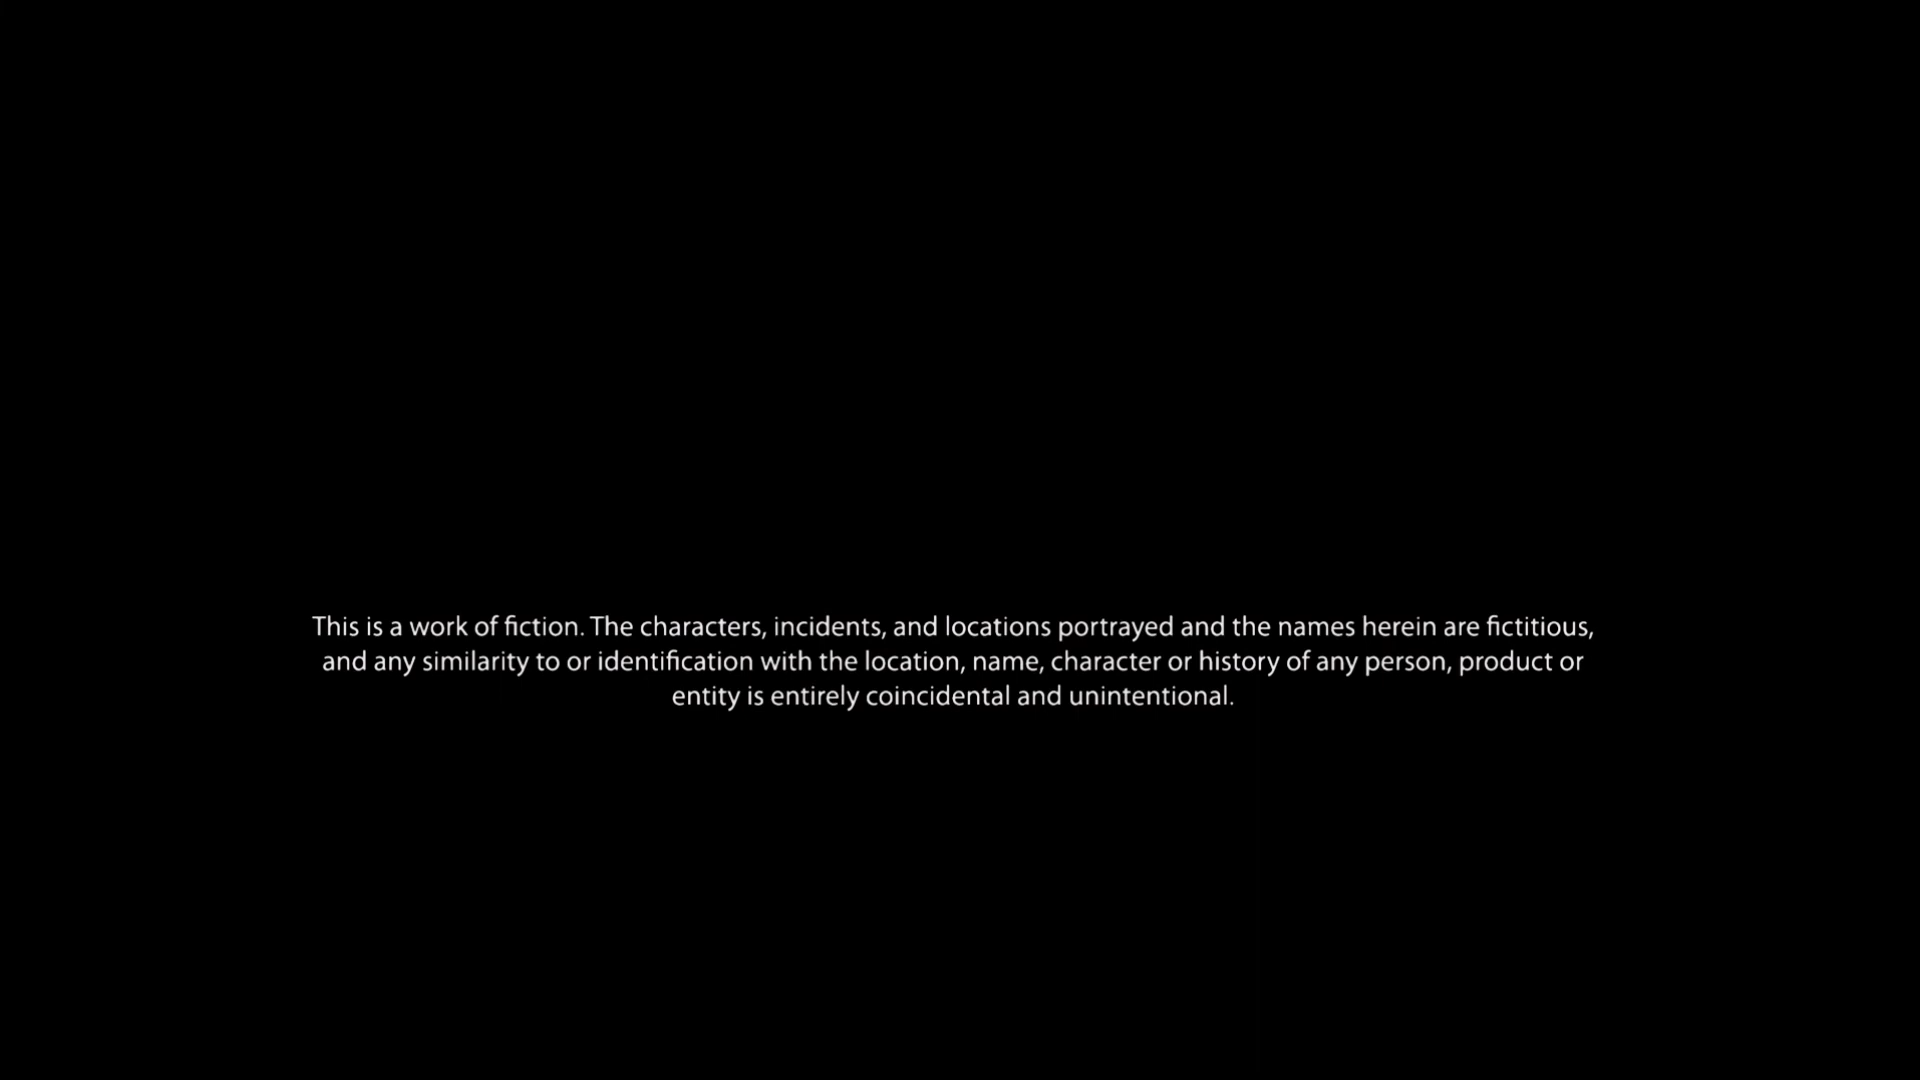 This is a work of fiction. The characters, incidents, and locations portrayed and the names herein are fictitious,
and any similarity to or identification with the location, name, character or history of any person, product or
entity is entirely coincidental and unintentional.